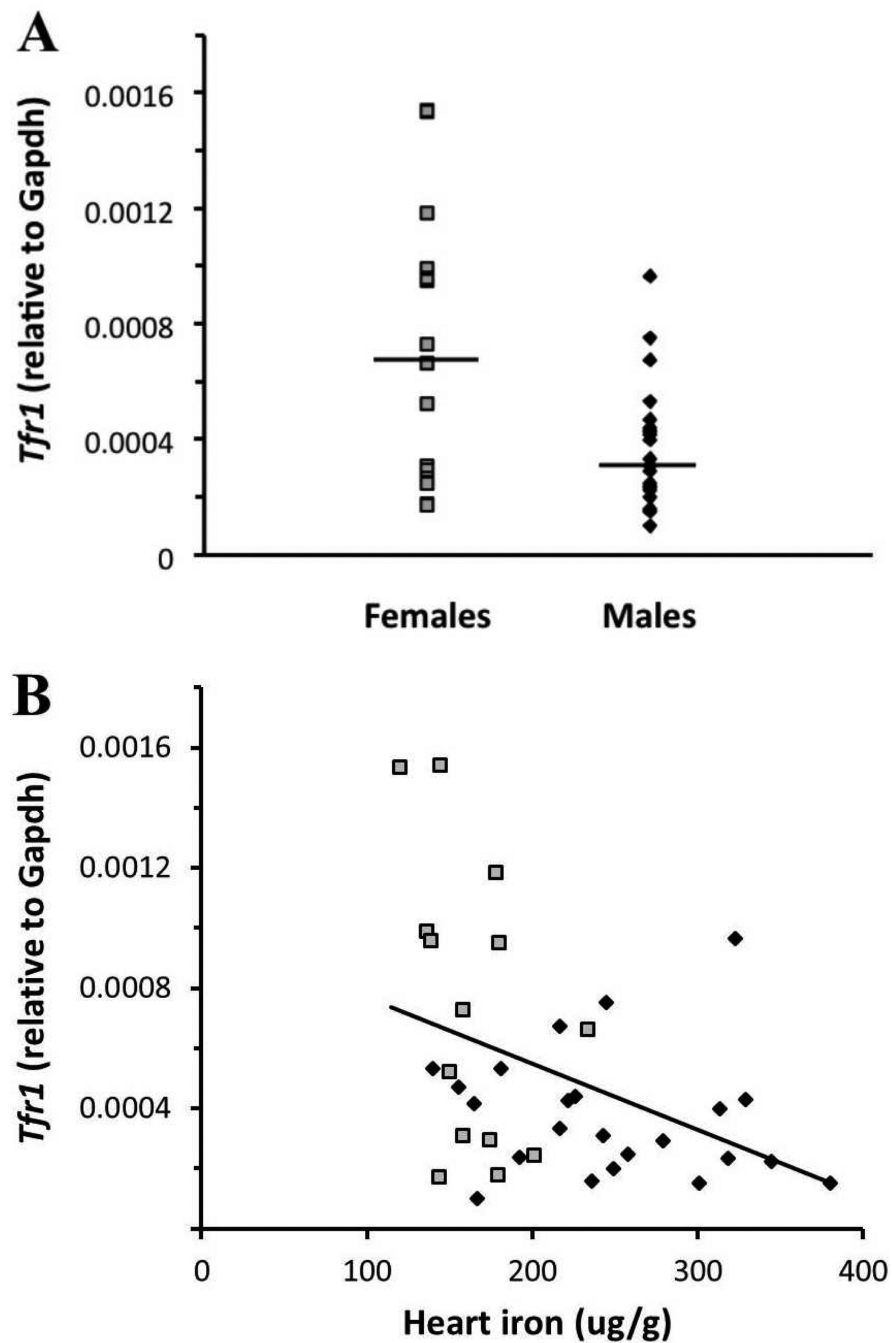 A
Tfr1 (relative to Gapdh)
0.0016
0.0012
0.0008
0.0004
0
Females Males
B
Tfr1 (relative to Gapdh)
0.0016
0.0012
0.0008
0.0004
0 100 200 300 400
Heart iron (ug/g)